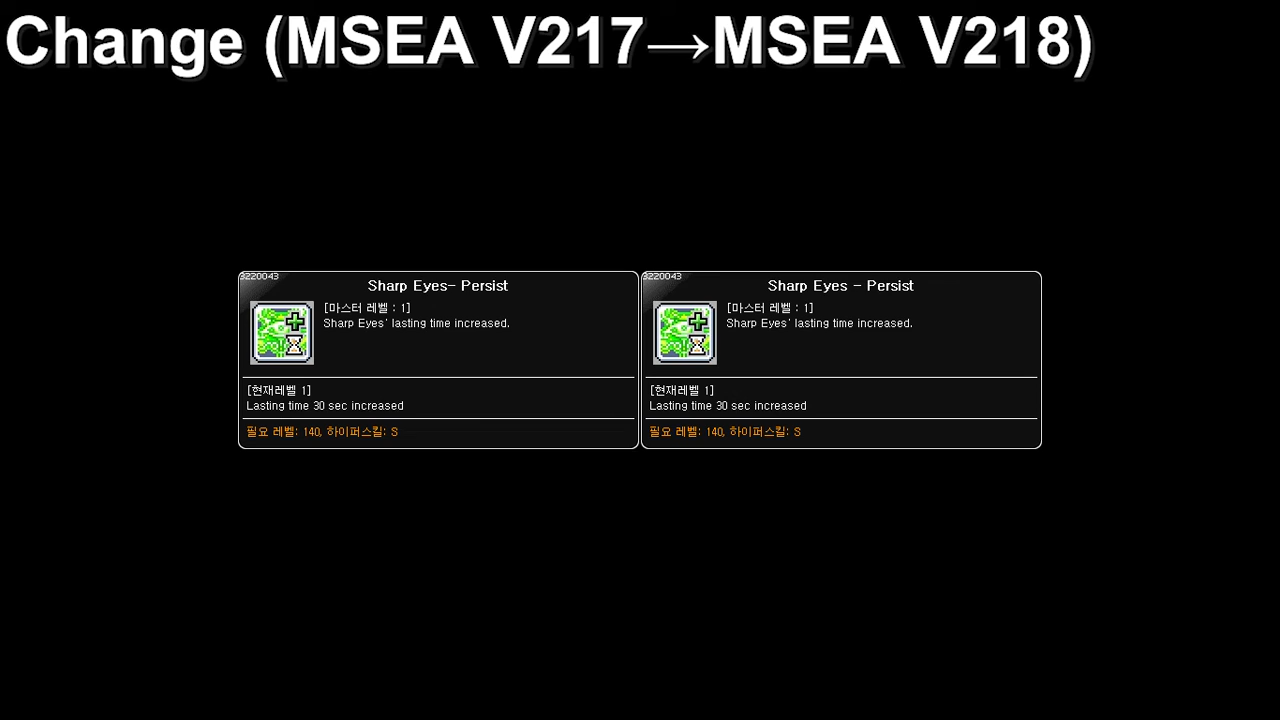 Change (MSEA V217→MSEA V218)
3220043
Sharp Eyes- Persist
[마스터 레벨 : 1]
Sharp Eyes' lasting time increased.
[현재레벨 1]
Lasting time 30 sec increased
필요 레벨: 140, 하이퍼스킬: S
3220043
Sharp Eyes - Persist
[마스터 레벨 : 1]
Sharp Eyes' lasting time increased.
[현재레벨 1]
Lasting time 30 sec increased
필요 레벨: 140, 하이퍼스킬: S